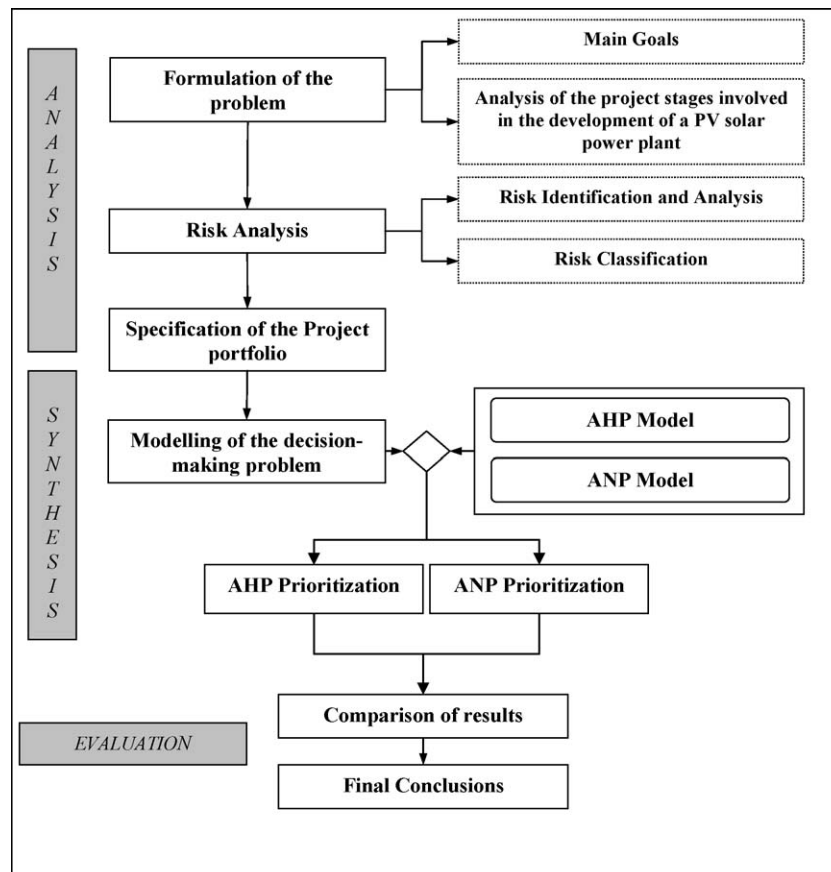 ANALYSIS
Formulation of the
problem
Main Goals
Analysis of the project stages involved
in the development of a PV solar
power plant
Risk Analysis
Risk Identification and Analysis
Risk Classification
Specification of the Project
portfolio
SYNTHESIS
Modelling of the decision-
making problem
AHP Model
ANP Model
AHP Prioritization
ANP Prioritization
EVALUATION
Comparison of results
Final Conclusions